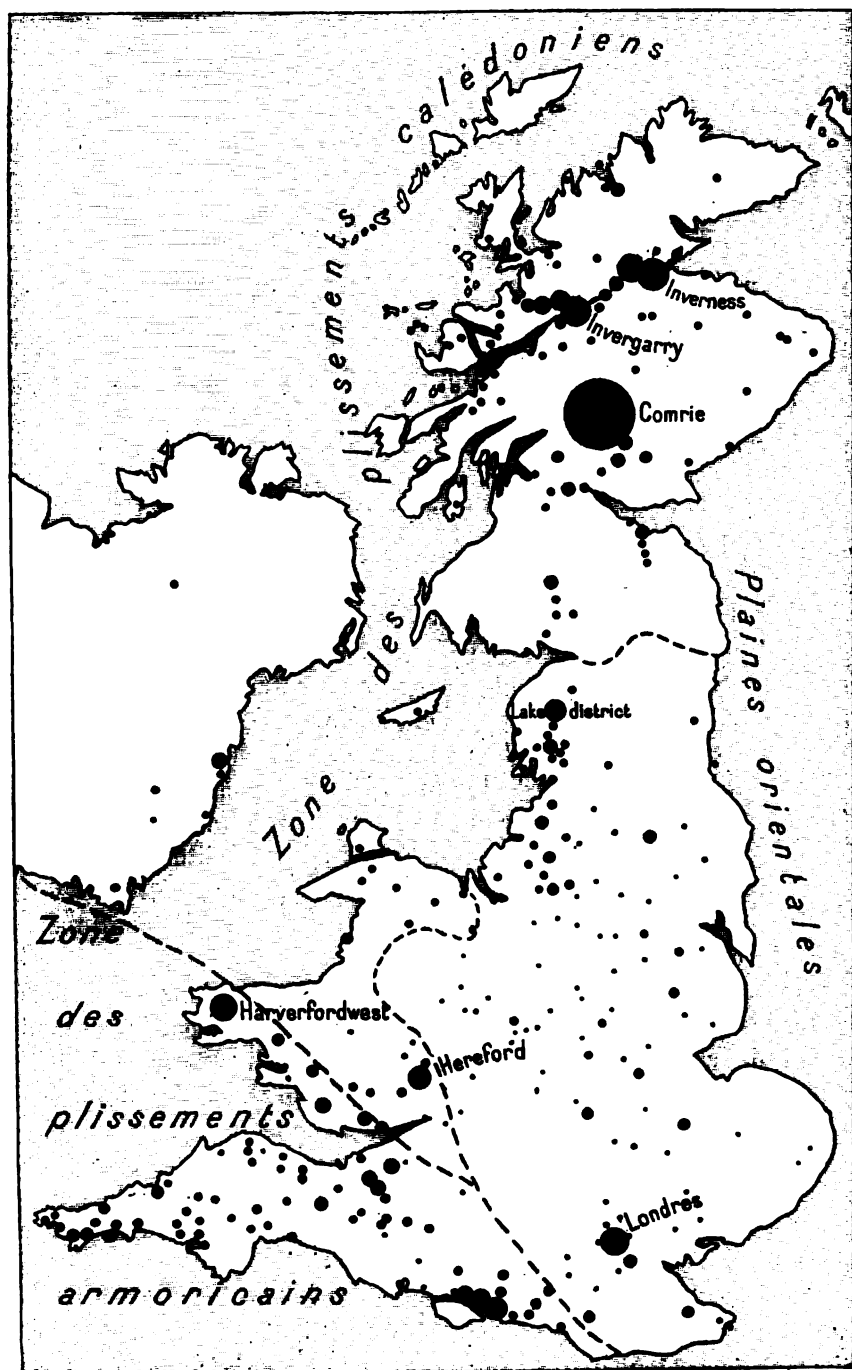 Zone des plissements calédoniens
Inverness
Invergarry
Comrie
Plaines orientales
Lake district
Zone
des
plissements
armoricains
Harverfordwest
Hereford
Londres